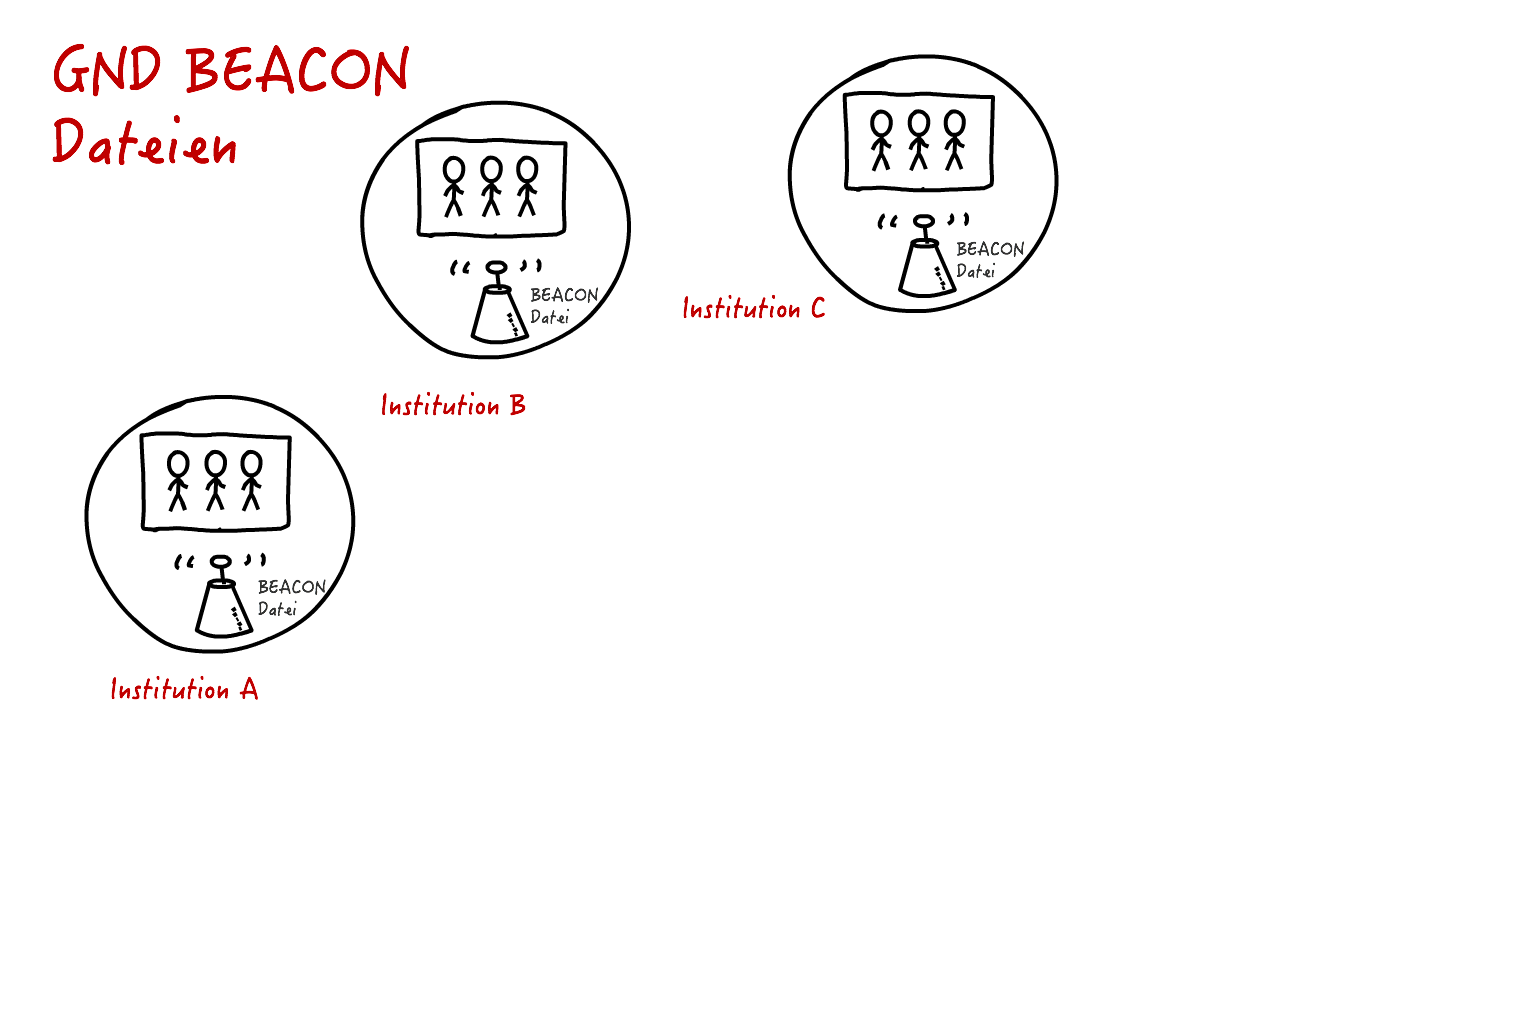 GND BEACON
Dateien
BEACON
Datei
Institution B
BEACON
Datei
Institution C
BEACON
Datei
Institution A